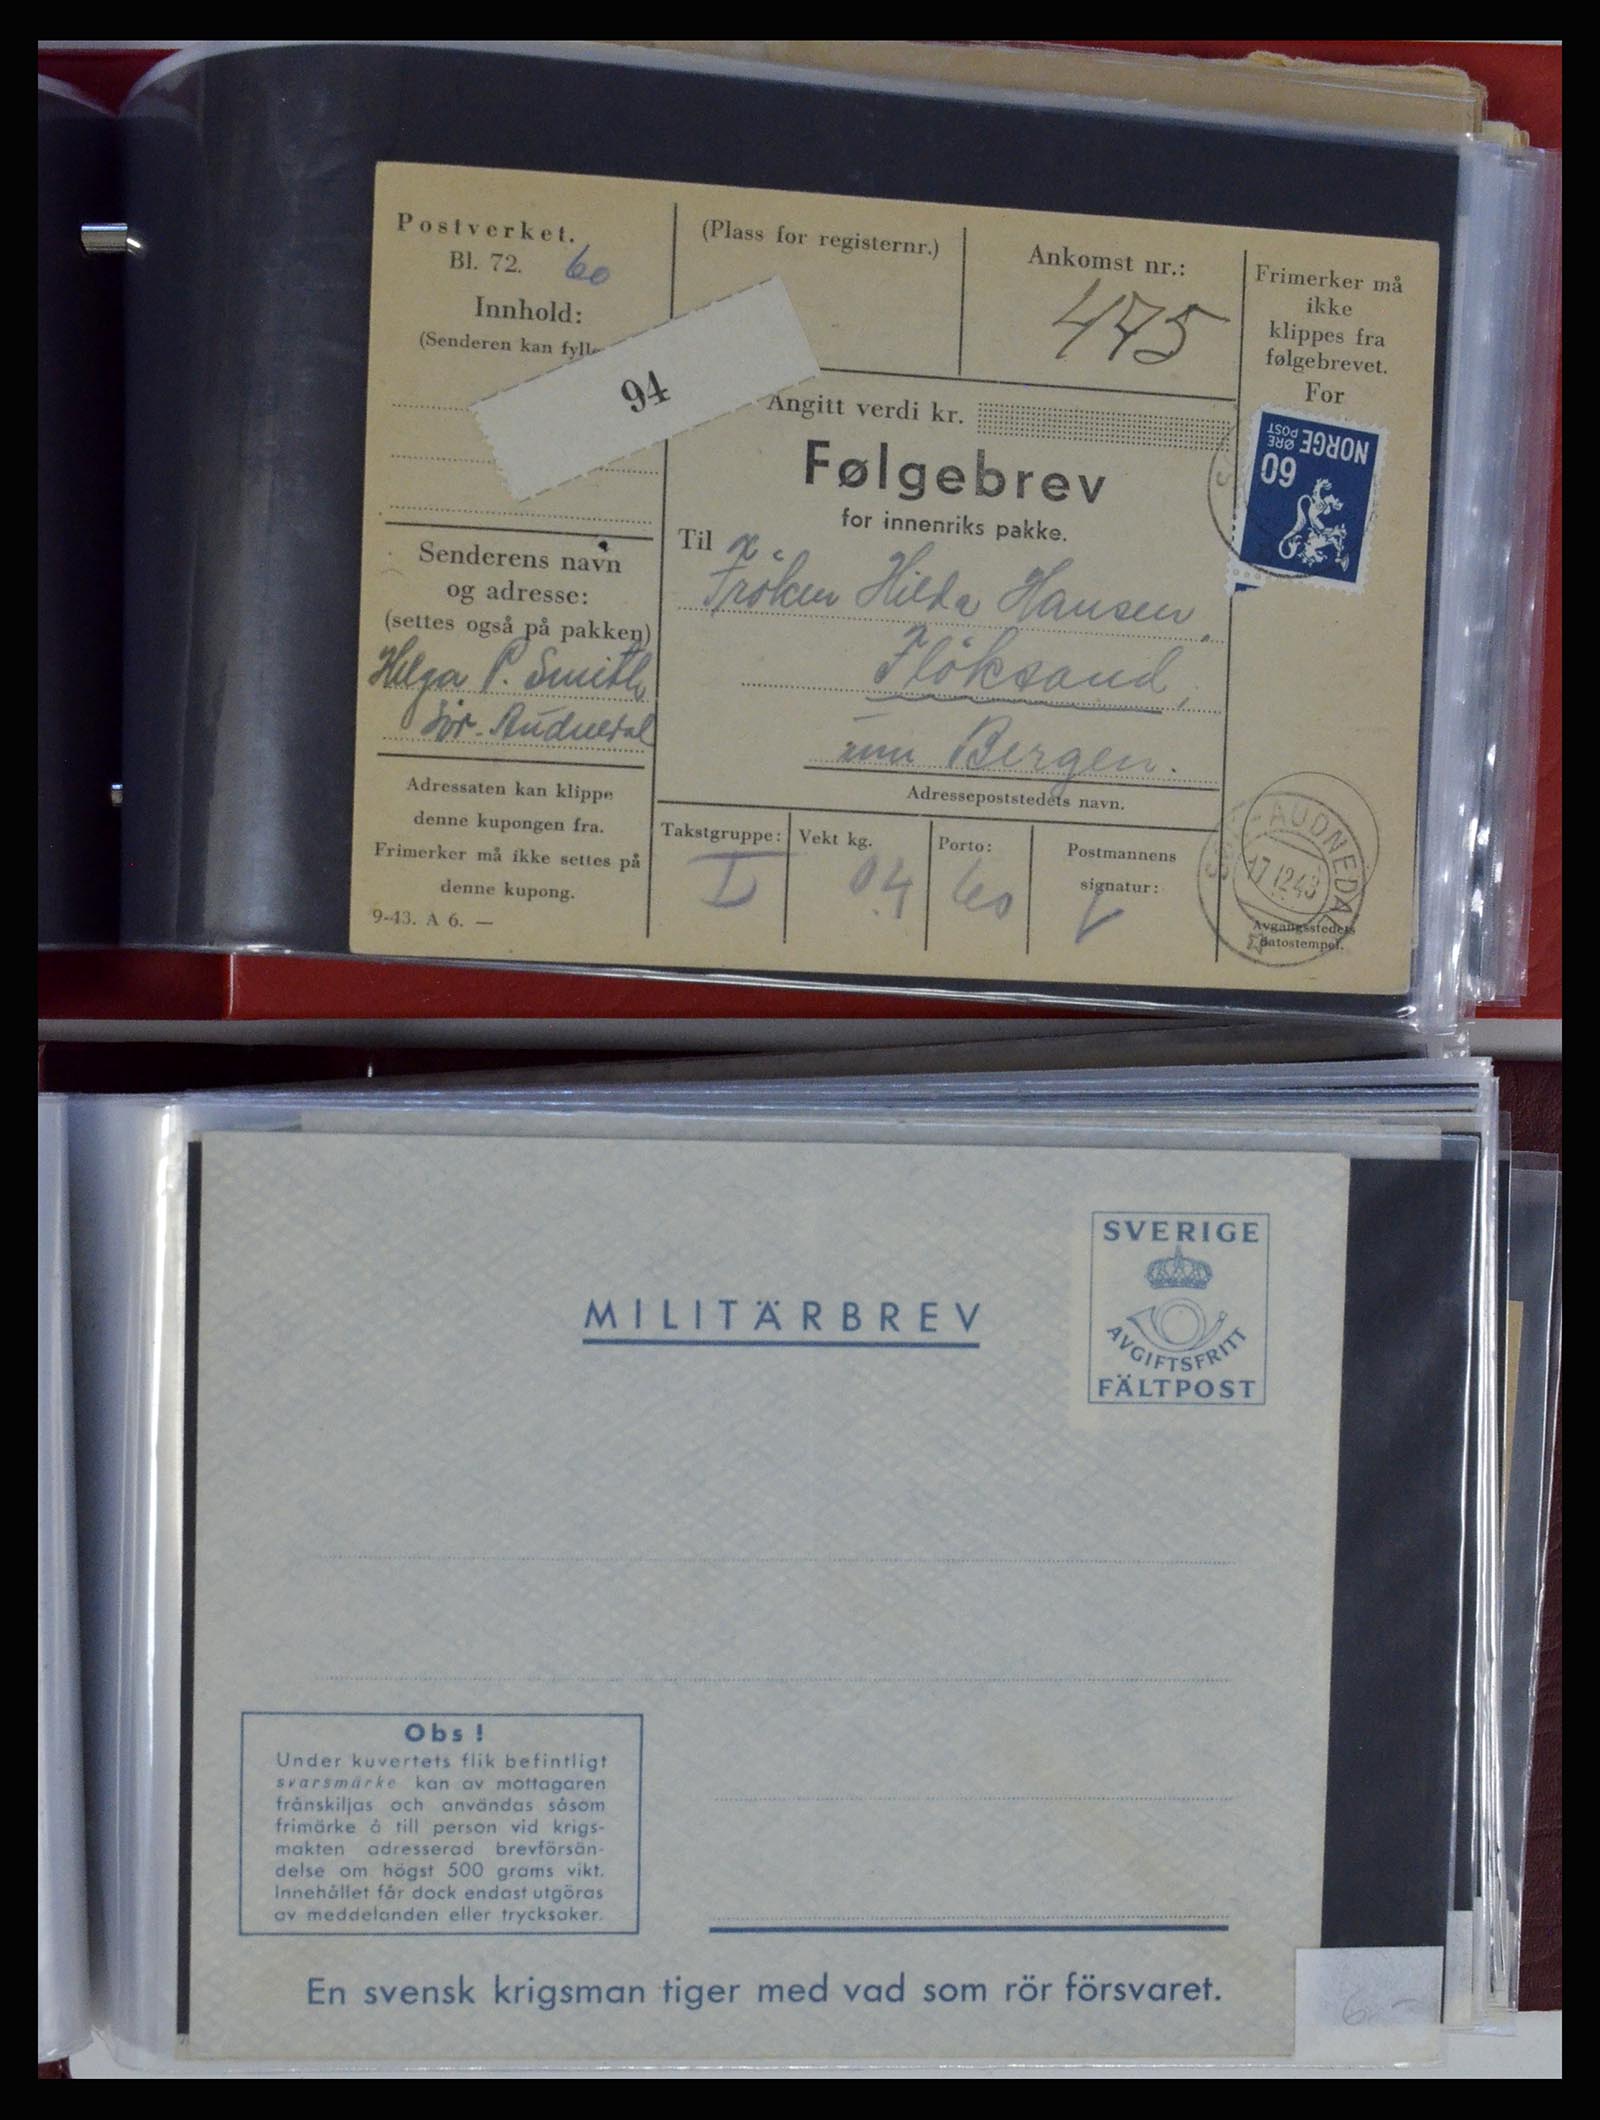 Postverket.
Bl. 72. 60
Innhold:
(Senderen kan fylle
94
(Plass for registernr.)
Ankomst nr.:
475
Frimerker må
ikke
klippes fra
følgebrevet.
For
NORGE
ØRE POST
60
Angitt verdi kr.
Følgebrev
for innenriks pakke.
Til
Fröken Hilda Hansen,
Flöksand,
Bergen.
Adressepoststedets navn.
Senderens navn
og adresse:
(settes også på pakken)
Helga P. Smith
Sør-Audnedal
Adressaten kan klippe
denne kupongen fra.
Frimerker må ikke settes på
denne kupong.
9-43. A 6. —
Takstgruppe:
I
Vekt kg.
0.4
Porto:
60
Postmannens
signatur:
AUDNEDAL
17.12.43
Avgangsstedets
datostempel.
SVERIGE
AVGIFTSFRITT
FÄLTPOST
MILITÄRBREV
Obs !
Under kuvertets flik befintligt
svarsmärke kan av mottagaren
frånskiljas och användas såsom
frimärke å till person vid krigs-
makten adresserad brevförsän-
delse om högst 500 grams vikt.
Innehållet får dock endast utgöras
av meddelanden eller trycksaker.
En svensk krigsman tiger med vad som rör försvaret.
6.-